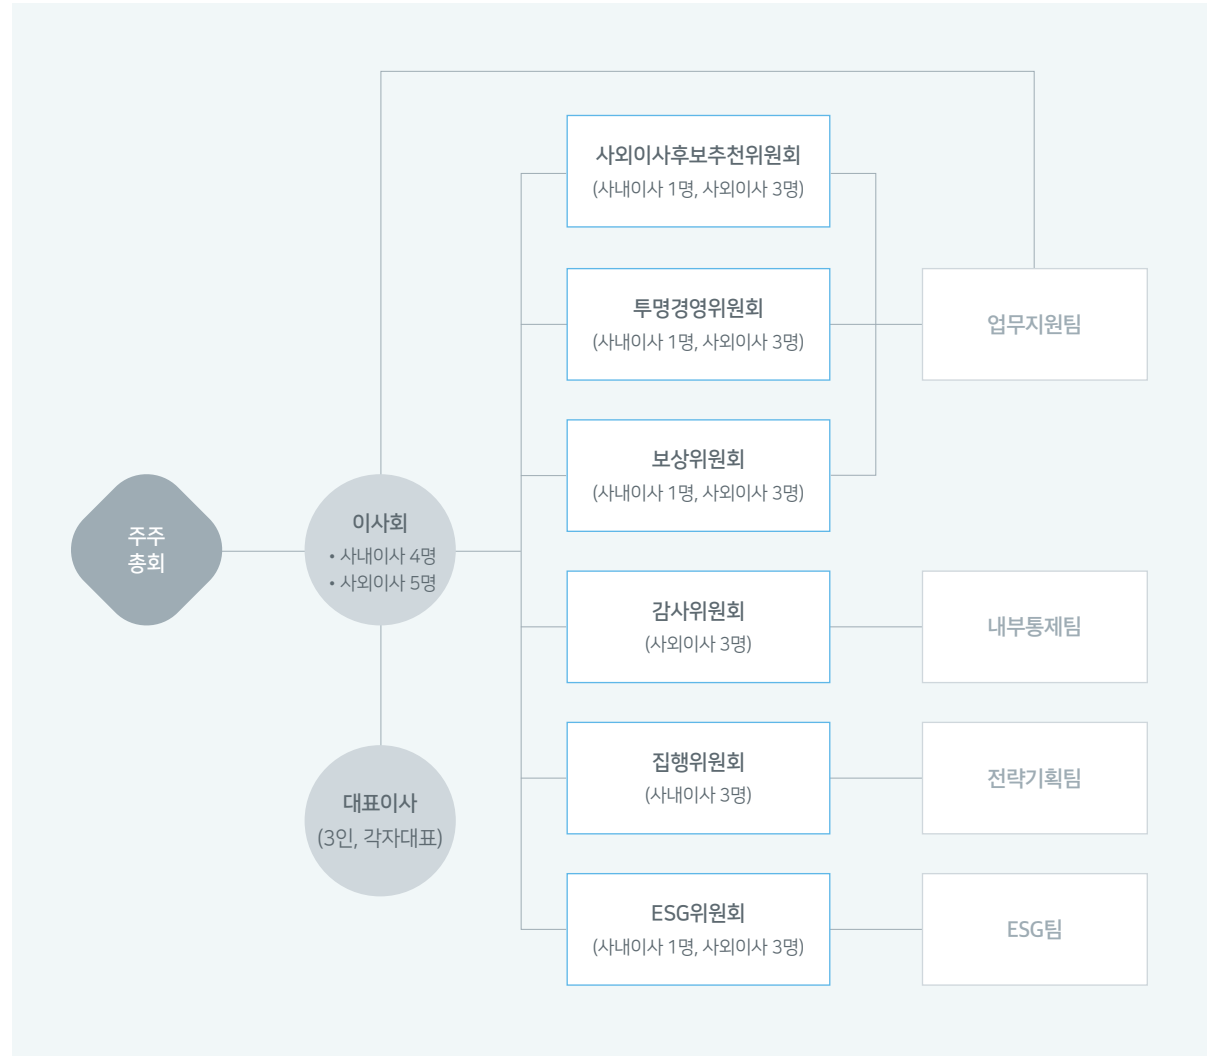 주주
총회
이사회
• 사내이사 4명
• 사외이사 5명
대표이사
(3인, 각자대표)
사외이사후보추천위원회
(사내이사 1명, 사외이사 3명)
투명경영위원회
(사내이사 1명, 사외이사 3명)
보상위원회
(사내이사 1명, 사외이사 3명)
업무지원팀
감사위원회
(사외이사 3명)
내부통제팀
집행위원회
(사내이사 3명)
전략기획팀
ESG위원회
(사내이사 1명, 사외이사 3명)
ESG팀